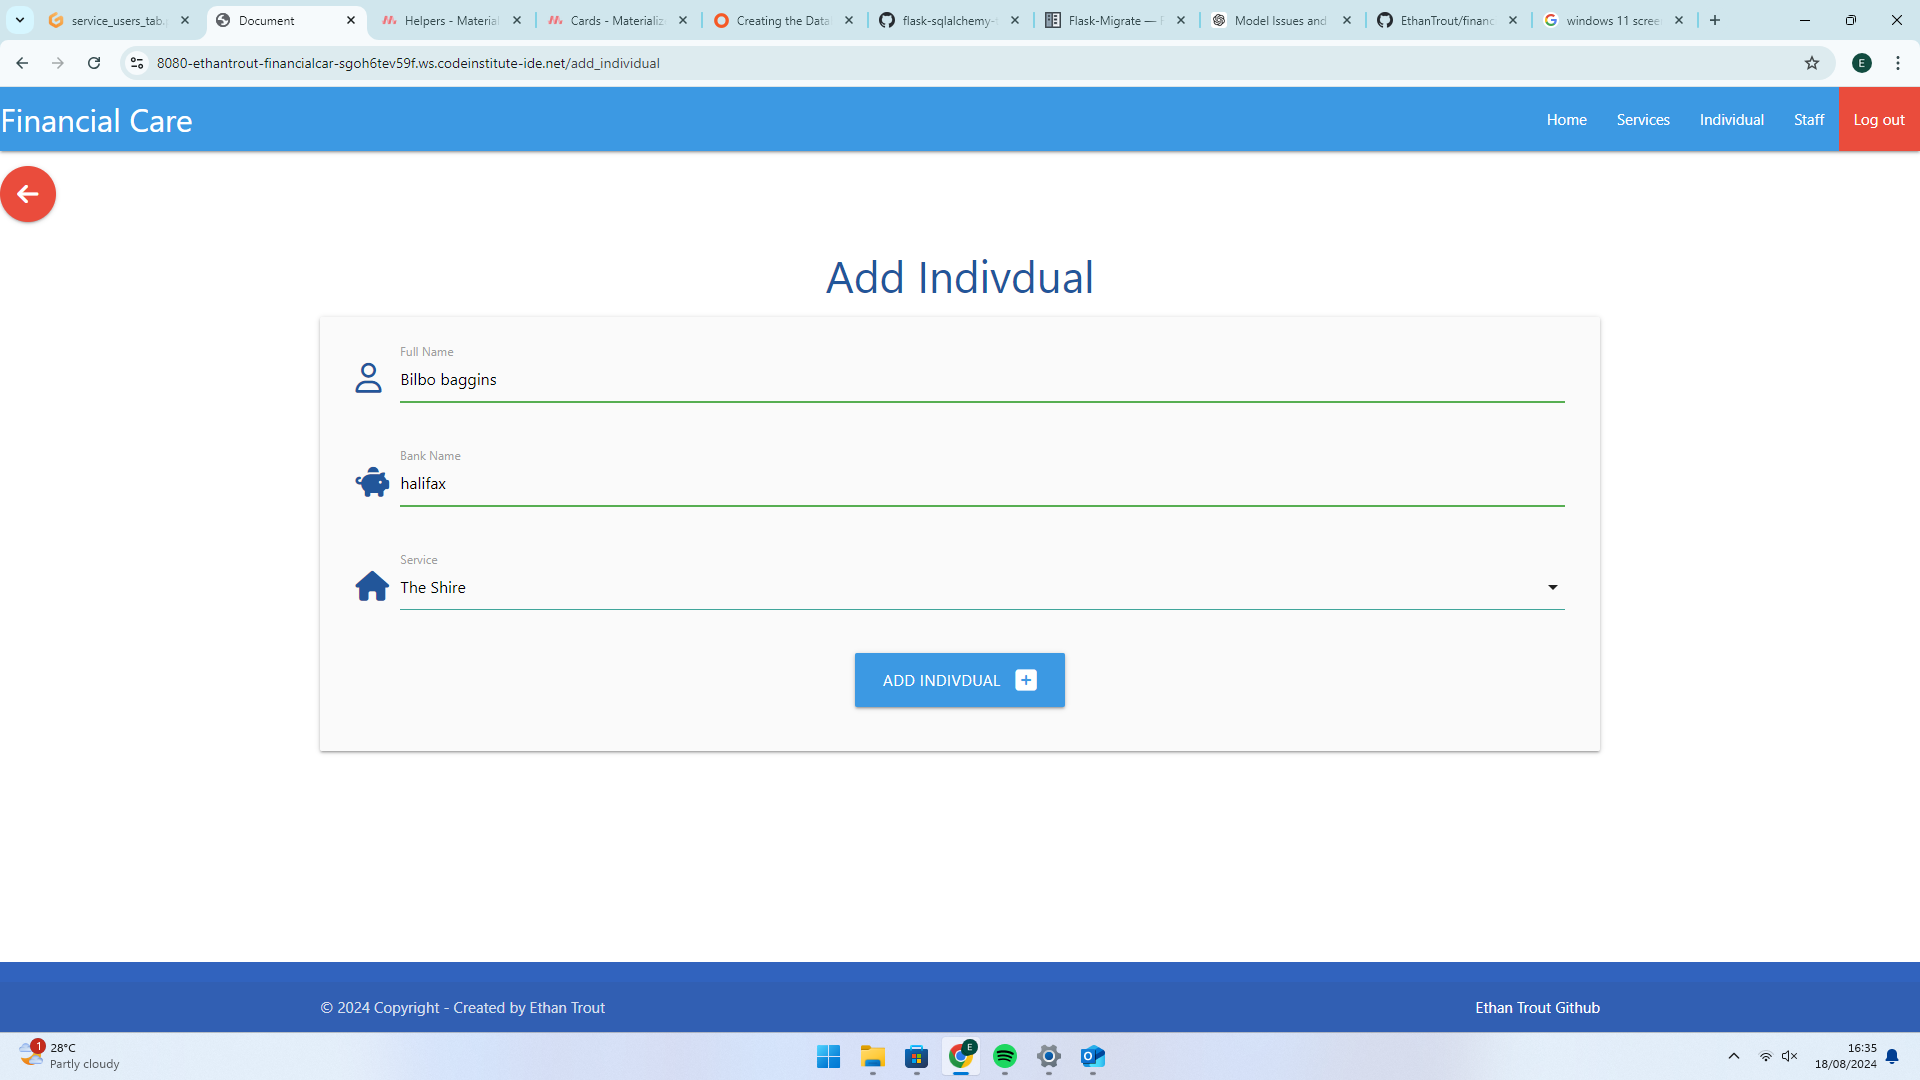 service_users_tab.
Document
Helpers - Material
Cards - Materializ
Creating the Data
flask-sqlalchemy-
Flask-Migrate —
Model Issues and
EthanTrout/financ
windows 11 scree
8080-ethantrout-financialcar-sgoh6tev59f.ws.codeinstitute-ide.net/add_individual
E
Financial Care
Home
Services
Individual
Staff
Log out
Add Indivdual
Full Name
Bilbo baggins
Bank Name
halifax
Service
The Shire
ADD INDIVDUAL
© 2024 Copyright - Created by Ethan Trout
Ethan Trout Github
1
28°C
Partly cloudy
E
16:35
18/08/2024